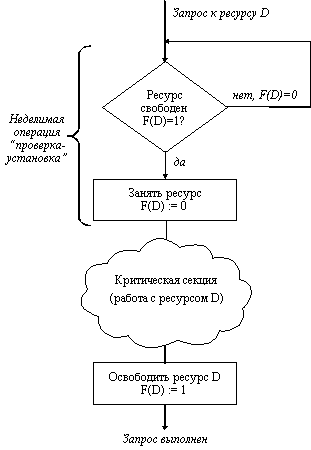 Запрос к ресурсу D
Ресурс
свободен
F(D)=1?
нет, F(D)=0
Неделимая
операция
“проверка-
установка”
да
Занять ресурс
F(D) := 0
Критическая секция
(работа с ресурсом D)
Освободить ресурс D
F(D) := 1
Запрос выполнен